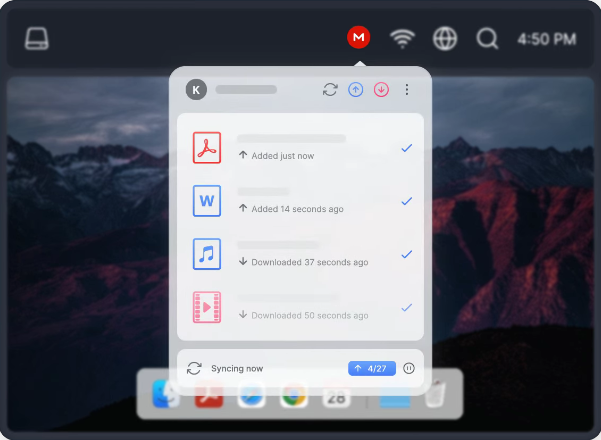 M
4:50 PM
K
Added just now
W
Added 14 seconds ago
Downloaded 37 seconds ago
Downloaded 50 seconds ago
Syncing now
4/27
28